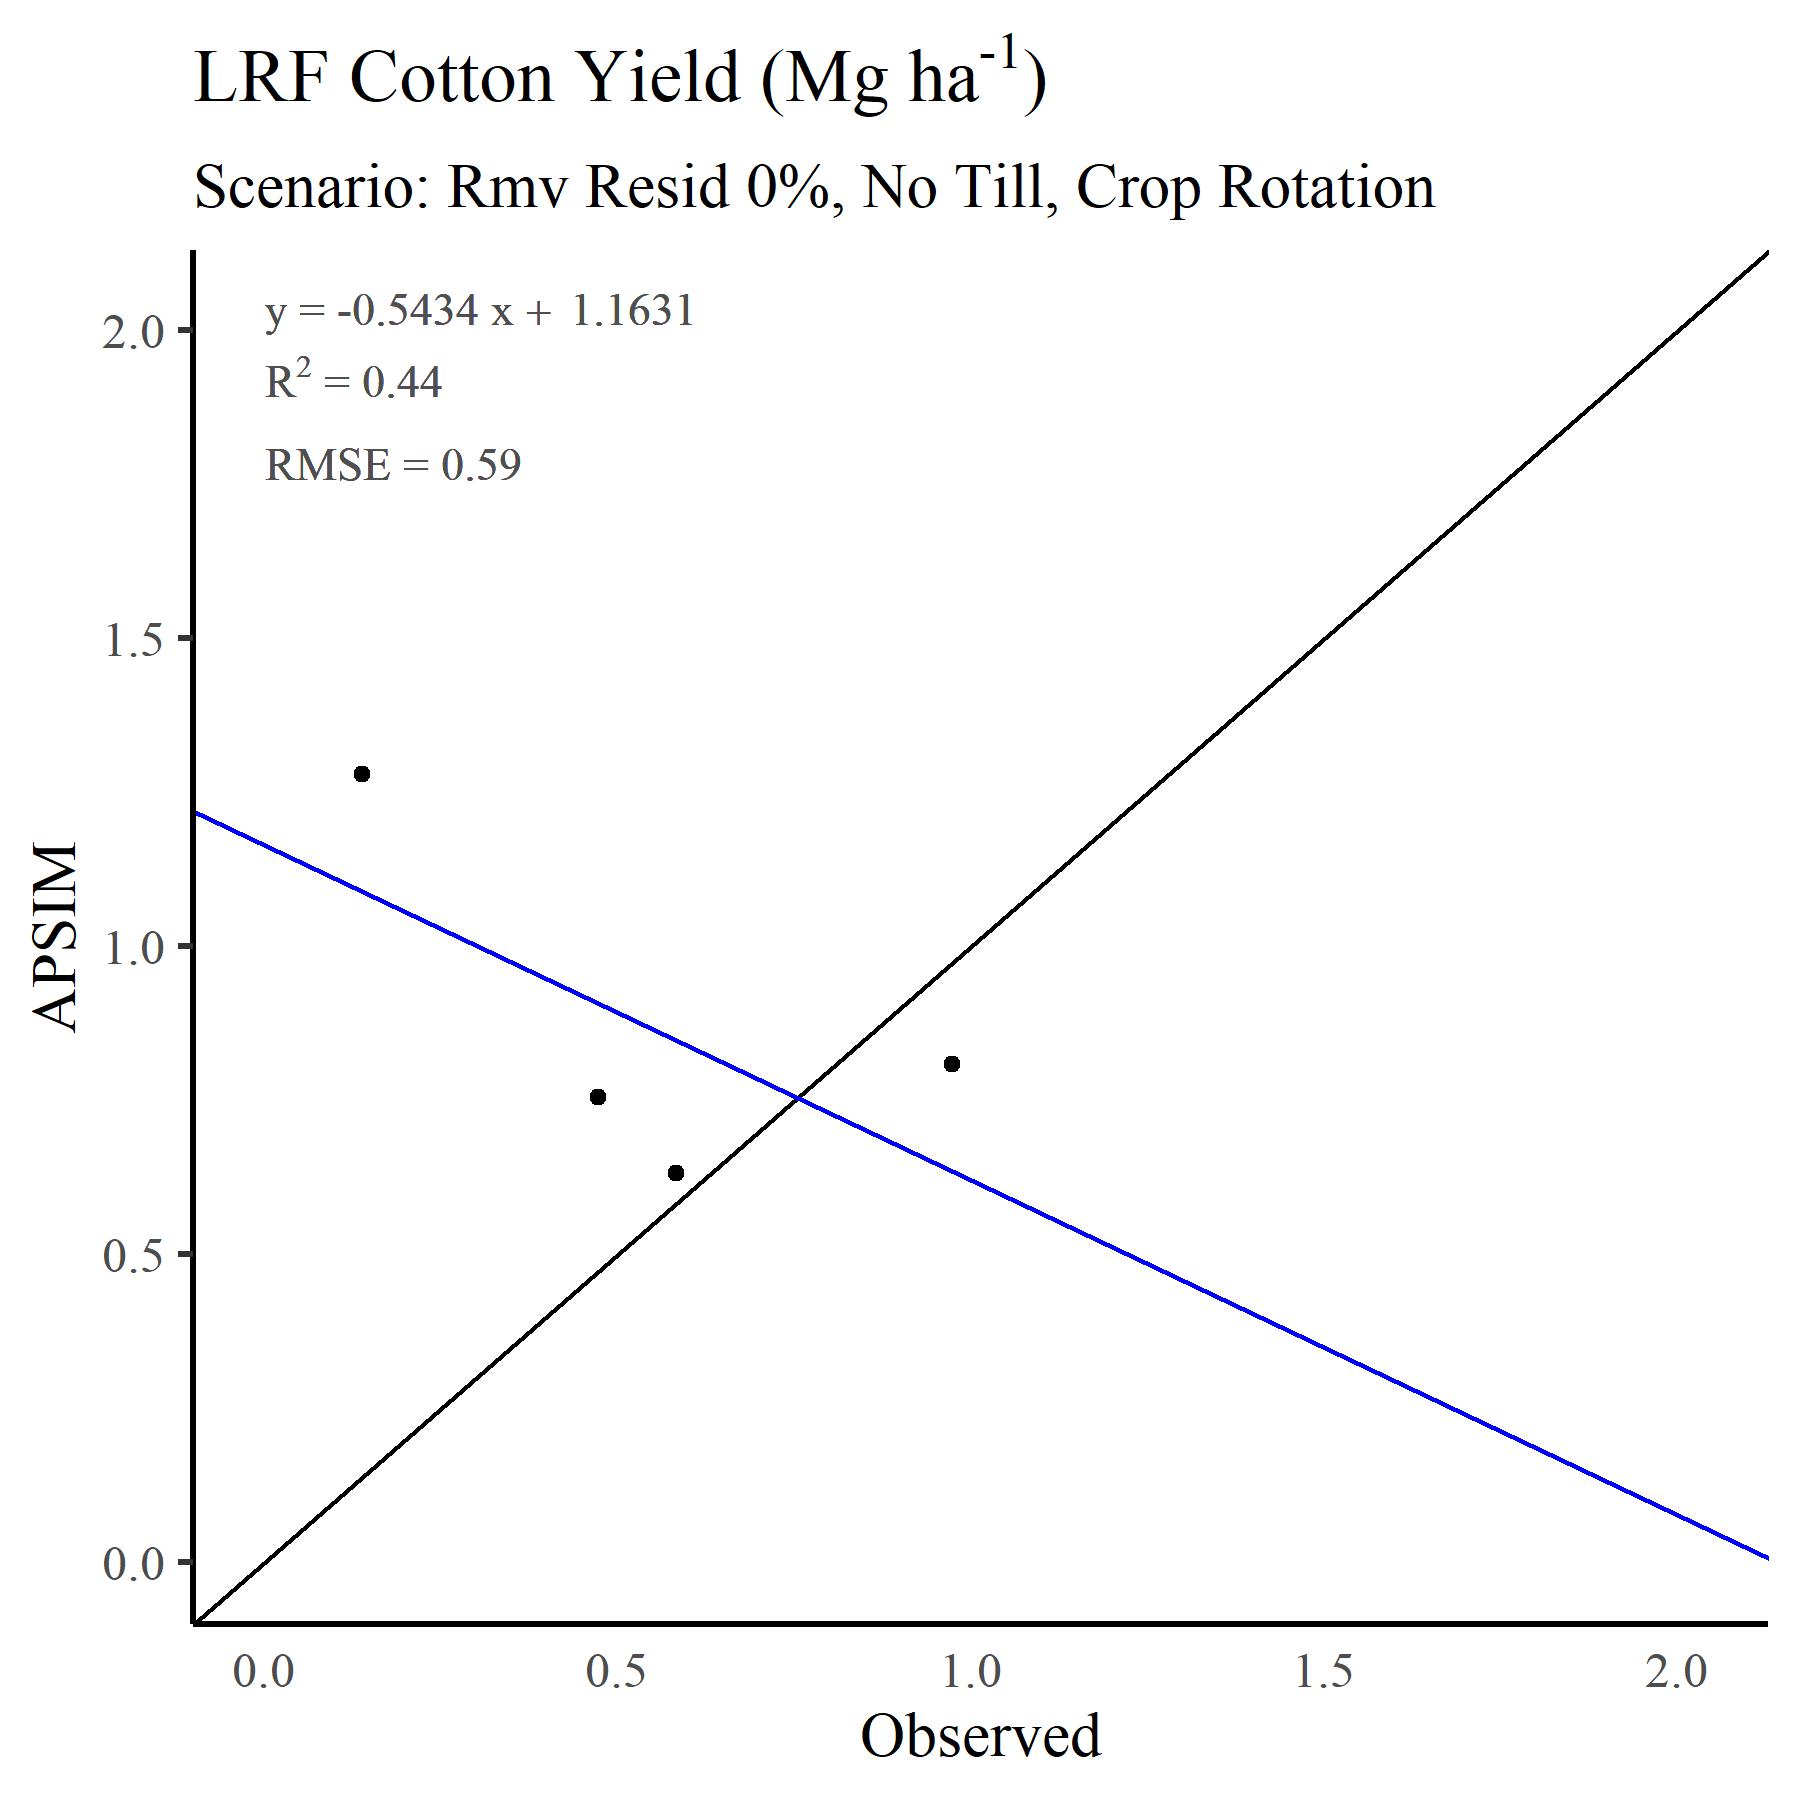 LRF Cotton Yield (Mg ha⁻¹)
Scenario: Rmv Resid 0%, No Till, Crop Rotation
y = -0.5434 x + 1.1631
R² = 0.44
RMSE = 0.59
2.0
1.5
1.0
0.5
0.0
APSIM
0.0 0.5 1.0 1.5 2.0
Observed